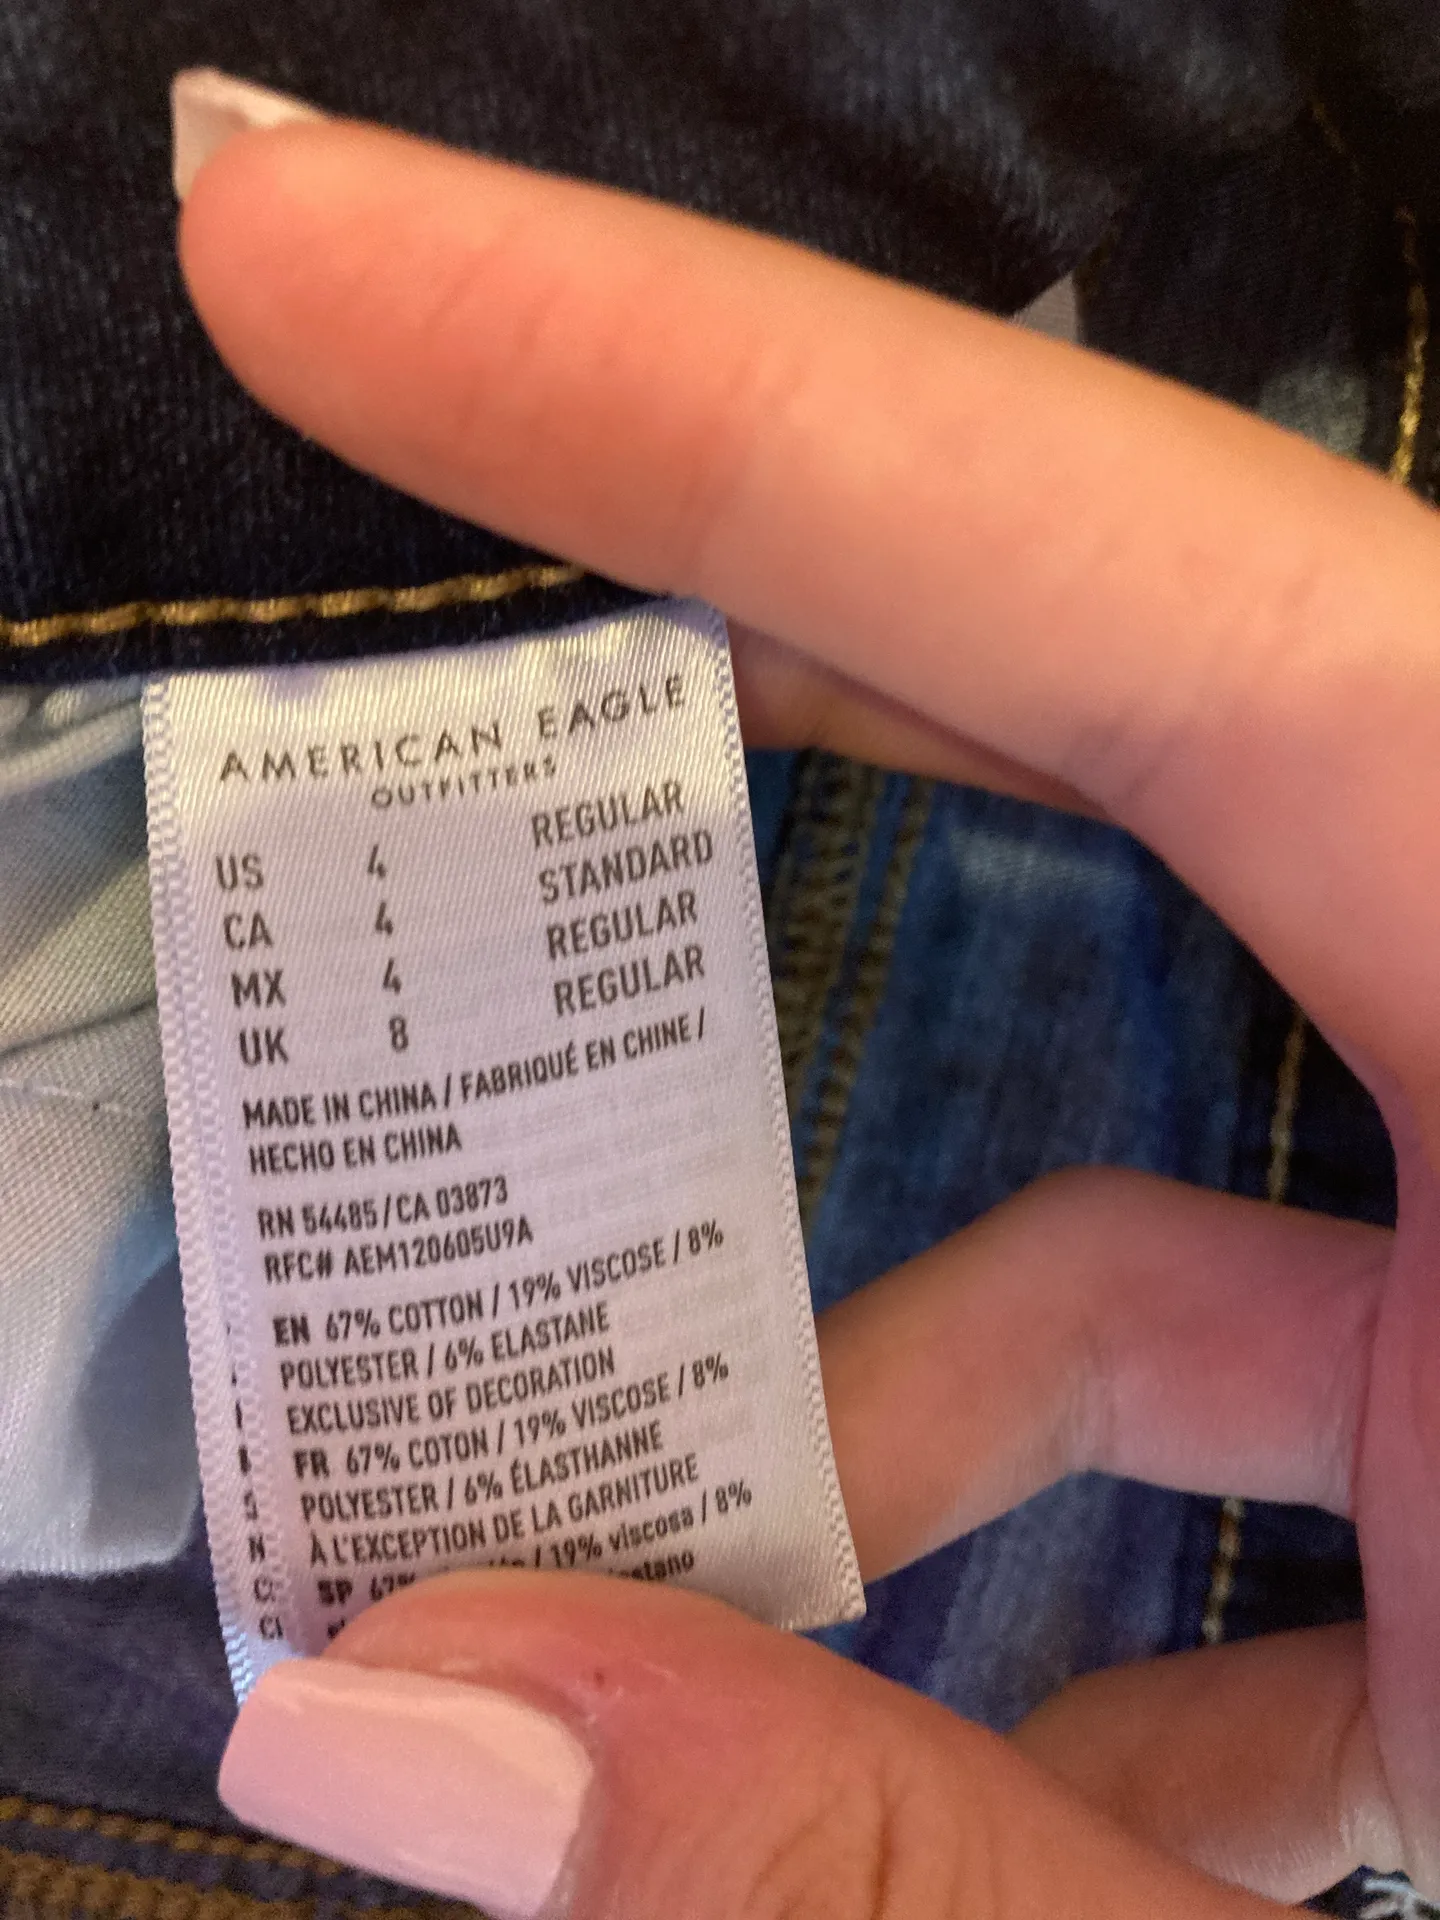 AMERICAN EAGLE
OUTFITTERS
US 4 REGULAR
CA 4 STANDARD
MX 4 REGULAR
UK 8 REGULAR
MADE IN CHINA / FABRIQUÉ EN CHINE /
HECHO EN CHINA
RN 54485/CA 03873
RFC# AEM120605U9A
EN 67% COTTON / 19% VISCOSE / 8%
POLYESTER / 6% ELASTANE
EXCLUSIVE OF DECORATION
FR 67% COTON / 19% VISCOSE / 8%
POLYESTER / 6% ÉLASTHANNE
À L'EXCEPTION DE LA GARNITURE
SP 67% / 19% viscosa / 8%